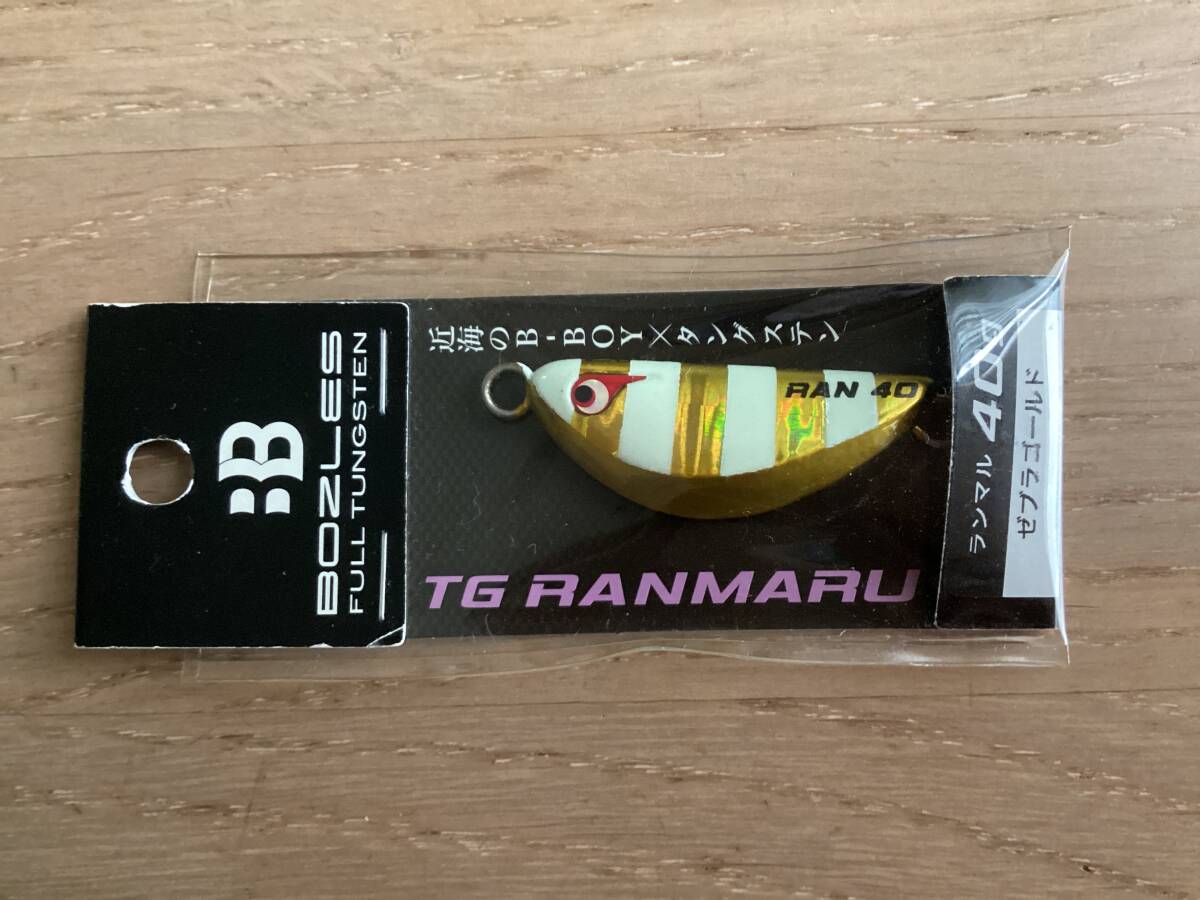 BOZLES
FULL TUNGSTEN
近海のB-BOY×タングステン
RAN 40
TG RANMARU
ランマル 40g
ゼブラゴールド